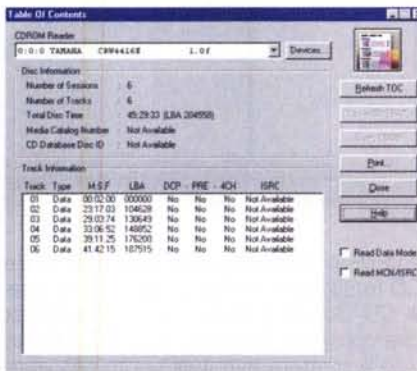 Table Of Contents
CDROM Reader
0:0:0 YAMAHA CRW4416E 1.0f
Devices...
Disc Information
Number of Sessions : 6
Number of Tracks : 6
Total Disc Time : 45:29:33 (LBA 204558)
Media Catalog Number : Not Available
CD Database Disc ID : Not Available
Refresh TOC
Print...
Close
Help
Track Information
Track Type M:S:F LBA DCP - PRE - 4CH ISRC
01 Data 00:02:00 000000 No No No Not Available
02 Data 23:17:03 104628 No No No Not Available
03 Data 29:03:74 130649 No No No Not Available
04 Data 33:06:52 148852 No No No Not Available
05 Data 39:11:25 176200 No No No Not Available
06 Data 41:42:15 187515 No No No Not Available
Read Data Mode
Read MCN/ISRC